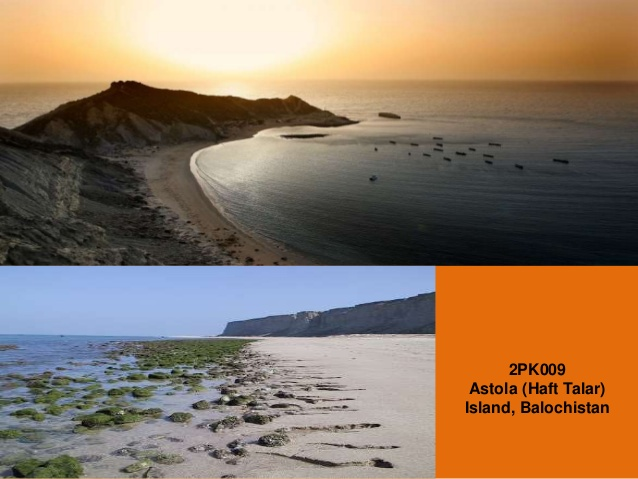 2PK009
Astola (Haft Talar)
Island, Balochistan